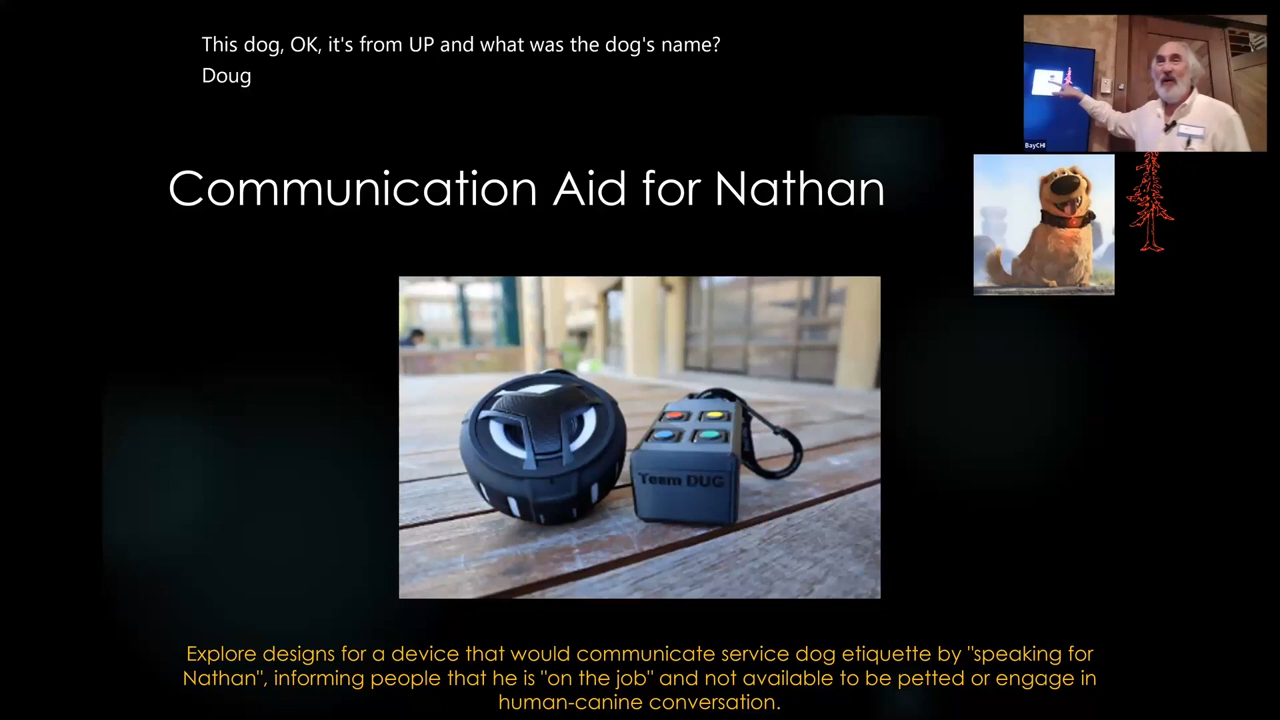 This dog, OK, it's from UP and what was the dog's name?
Doug
BayCHI
Communication Aid for Nathan
Team DUG
Explore designs for a device that would communicate service dog etiquette by "speaking for
Nathan", informing people that he is "on the job" and not available to be petted or engage in
human-canine conversation.